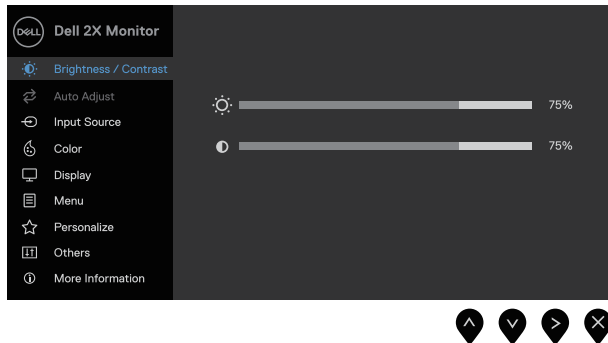 DELL
Dell 2X Monitor
Brightness / Contrast
Auto Adjust
Input Source
Color
Display
Menu
Personalize
Others
More Information
75%
75%